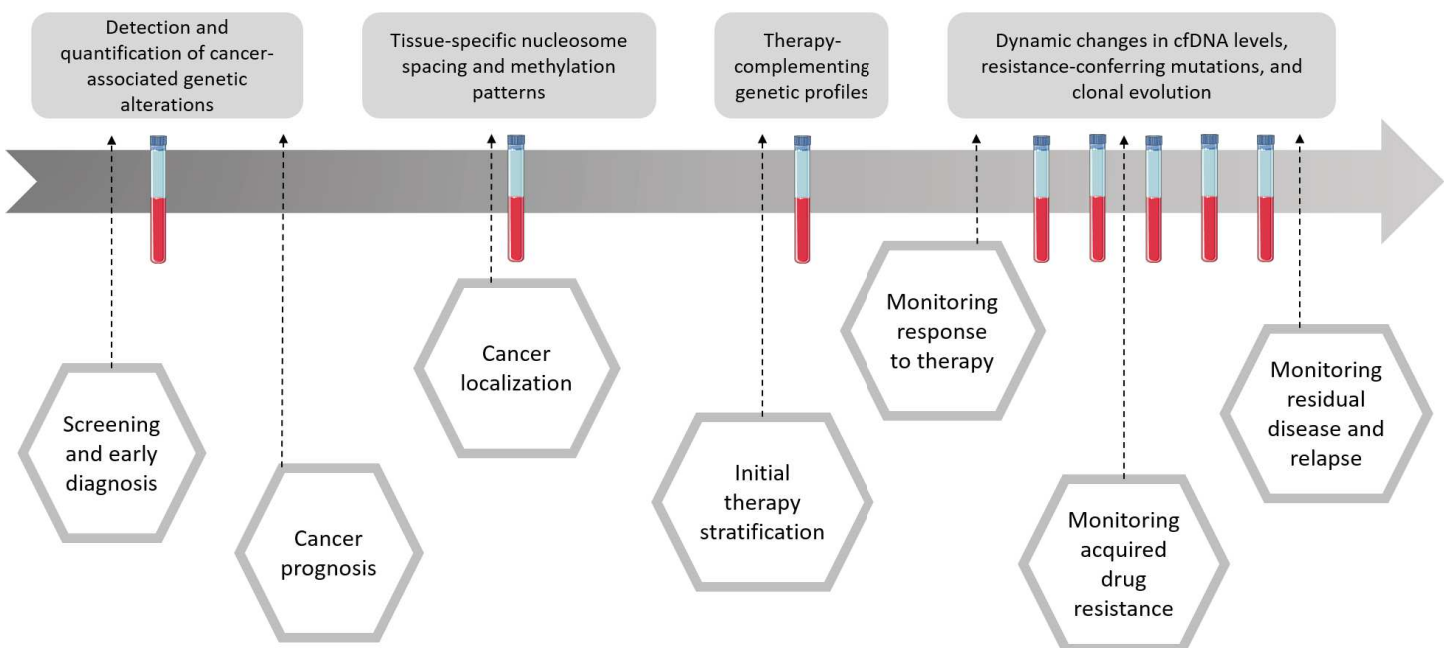 Detection and
quantification of cancer-
associated genetic
alterations
Tissue-specific nucleosome
spacing and methylation
patterns
Therapy-
complementing
genetic profiles
Dynamic changes in cfDNA levels,
resistance-conferring mutations, and
clonal evolution
Screening
and early
diagnosis
Cancer
prognosis
Cancer
localization
Initial
therapy
stratification
Monitoring
response
to therapy
Monitoring
acquired
drug
resistance
Monitoring
residual
disease and
relapse